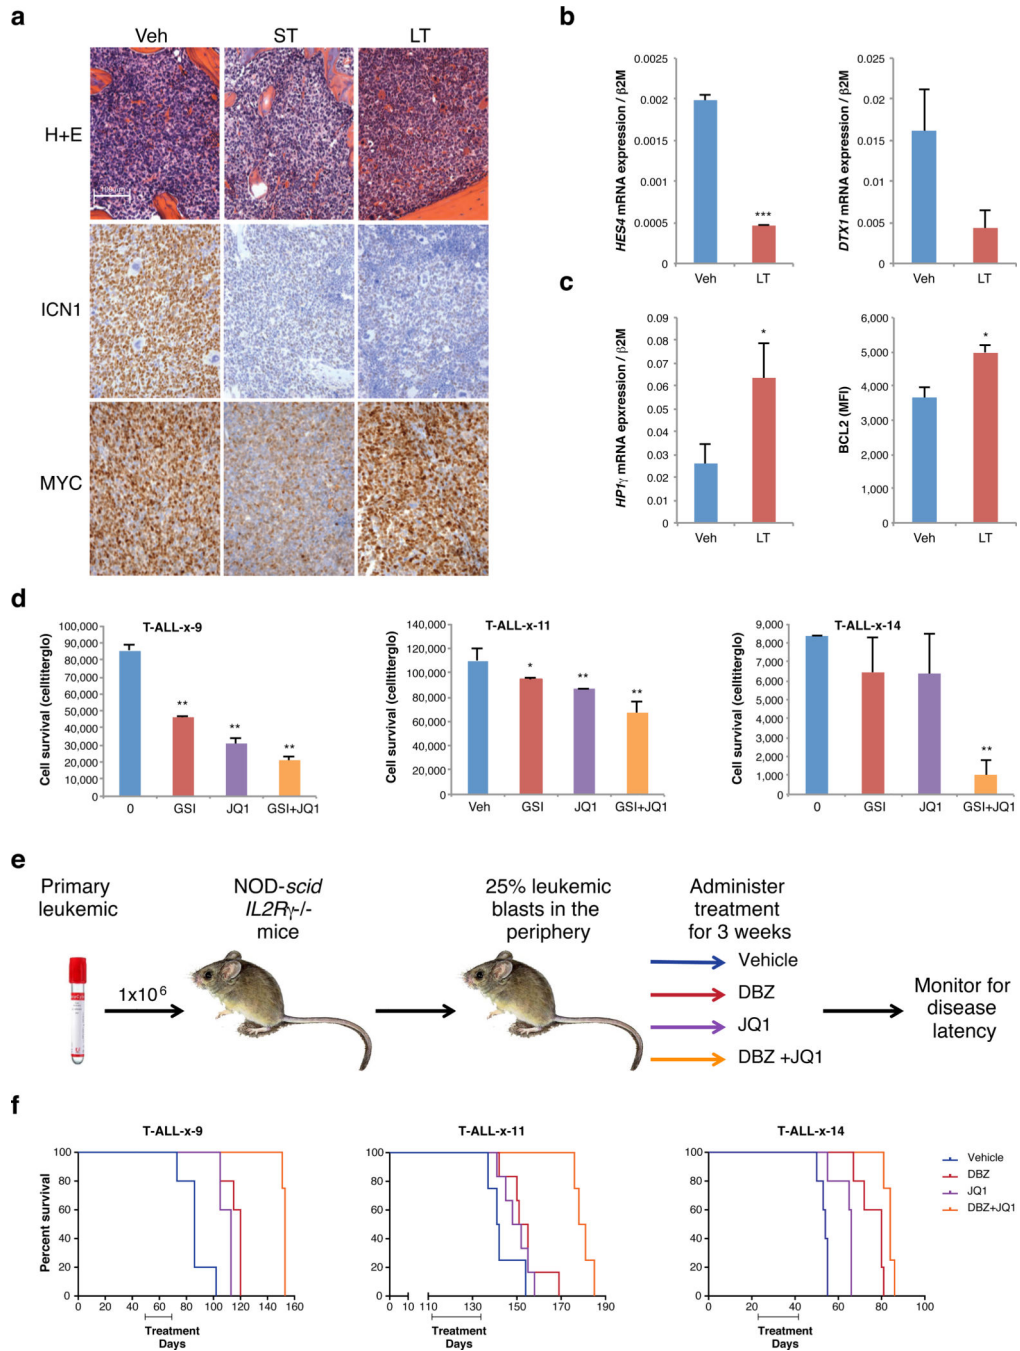 a
Veh
ST
LT
H+E
100µm
ICN1
MYC
b
HES4 mRNA expression / β2M
0.0025
0.002
0.0015
0.001
0.0005
0
***
Veh
LT
DTX1 mRNA expression / β2M
0.025
0.02
0.015
0.01
0.005
0
Veh
LT
c
HP1γ mRNA epxression / β2M
0.09
0.08
0.07
0.06
0.05
0.04
0.03
0.02
0.01
0
*
Veh
LT
BCL2 (MFI)
6,000
5,000
4,000
3,000
2,000
1,000
0
*
Veh
LT
d
T-ALL-x-9
Cell survival (celltiterglo)
100,000
90,000
80,000
70,000
60,000
50,000
40,000
30,000
20,000
10,000
0
**
**
**
0
GSI
JQ1
GSI+JQ1
T-ALL-x-11
Cell survival (celltiterglo)
140,000
120,000
100,000
80,000
60,000
40,000
20,000
0
*
**
**
Veh
GSI
JQ1
GSI+JQ1
T-ALL-x-14
Cell survival (celltiterglo)
9,000
8,000
7,000
6,000
5,000
4,000
3,000
2,000
1,000
0
**
Veh
GSI
JQ1
GSI+JQ1
e
Primary
leukemic
1x10⁶
NOD-scid
IL2Rγ-/-
mice
25% leukemic
blasts in the
periphery
Administer
treatment
for 3 weeks
Vehicle
DBZ
JQ1
DBZ +JQ1
Monitor for
disease
latency
f
T-ALL-x-9
Percent survival
100
80
60
40
20
0
0 20 40 60 80 100 120 140 160
Treatment
Days
T-ALL-x-11
100
80
60
40
20
0
0 10 110 130 150 170 190
Treatment
Days
T-ALL-x-14
100
80
60
40
20
0
0 20 40 60 80 100
Treatment
Days
Vehicle
DBZ
JQ1
DBZ+JQ1